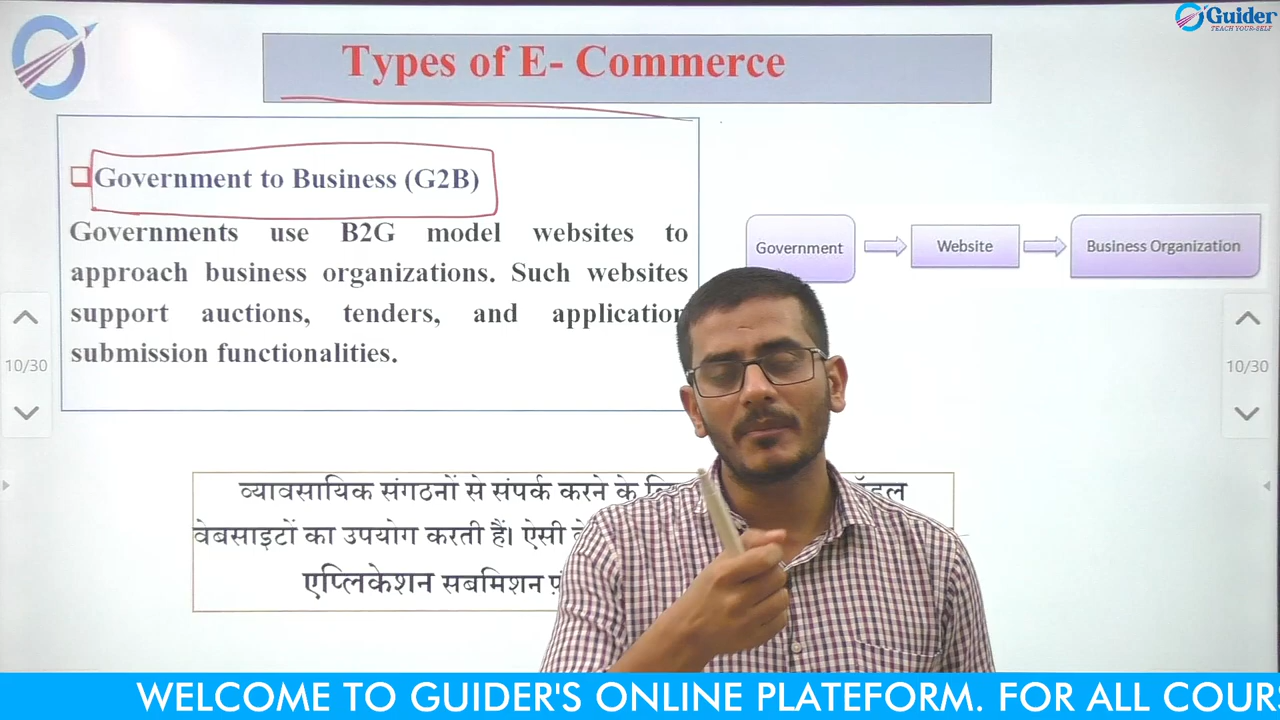 Guider
TEACH YOUR-SELF
Types of E- Commerce
Government to Business (G2B)
Governments use B2G model websites to
approach business organizations. Such websites
support auctions, tenders, and application
submission functionalities.
Government
Website
Business Organization
10/30
10/30
व्यावसायिक संगठनों से संपर्क करने के
वेबसाइटों का उपयोग करती हैं। ऐसी
एप्लिकेशन सबमिशन
WELCOME TO GUIDER'S ONLINE PLATEFORM. FOR ALL